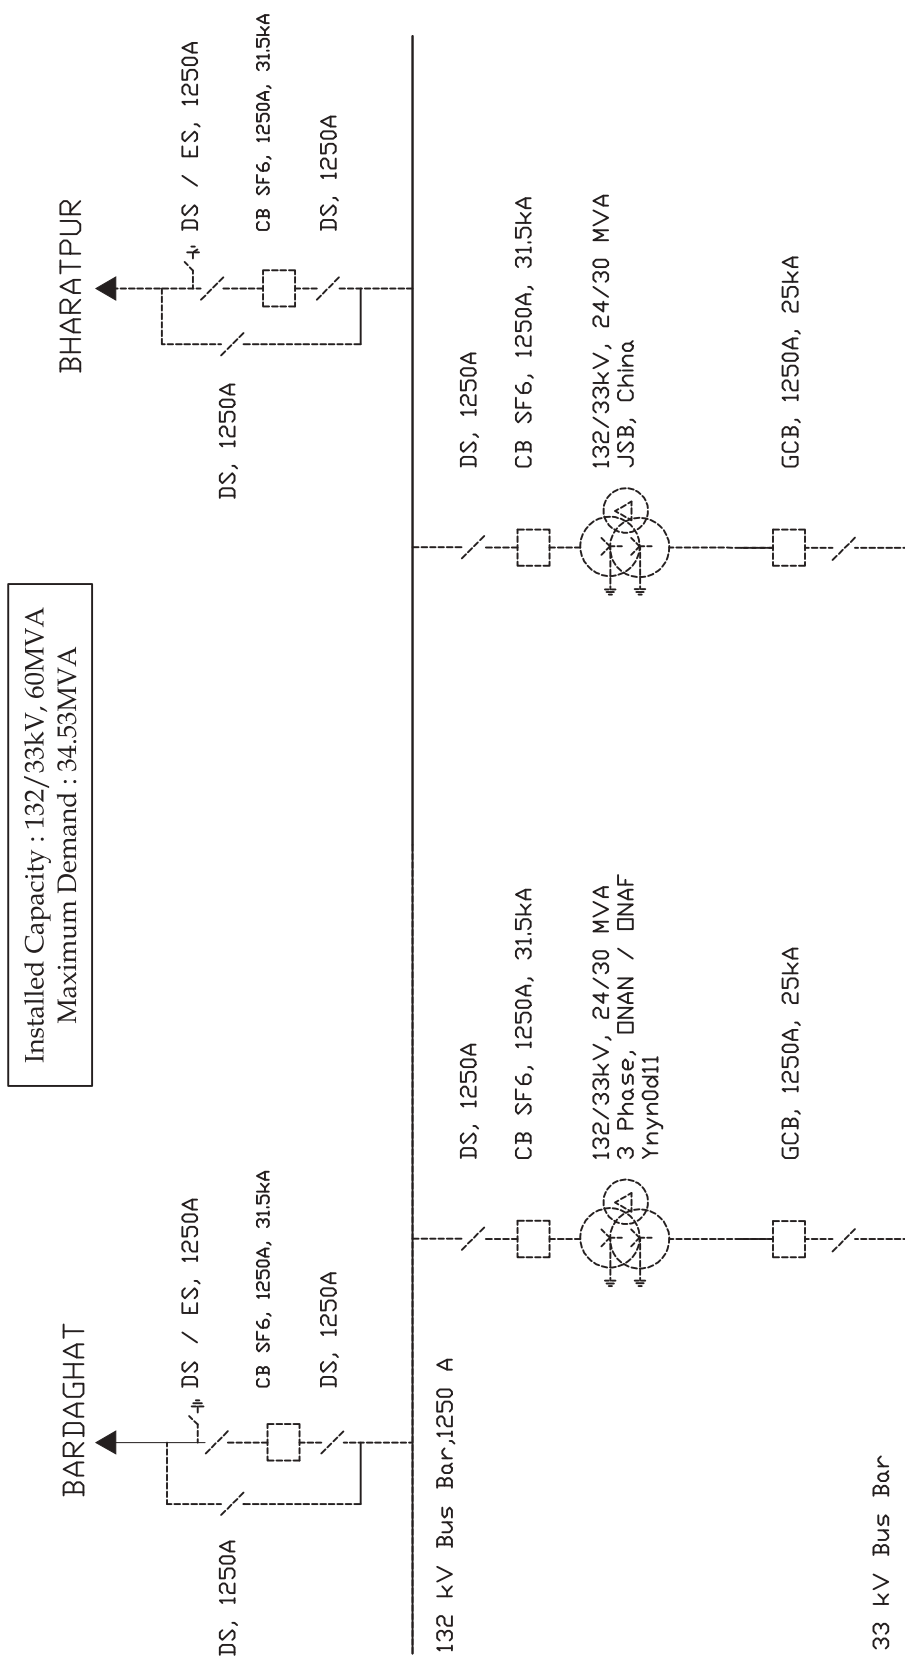 Installed Capacity : 132/33kV, 60MVA
Maximum Demand : 34.53MVA
BARDAGHAT
DS / ES, 1250A
DS, 1250A
CB SF6, 1250A, 31.5kA
DS, 1250A
BHARATPUR
DS / ES, 1250A
DS, 1250A
CB SF6, 1250A, 31.5kA
DS, 1250A
132 kV Bus Bar,1250 A
DS, 1250A
CB SF6, 1250A, 31.5kA
132/33kV, 24/30 MVA
3 Phase, ONAN / ONAF
Ynyn0d11
GCB, 1250A, 25kA
DS, 1250A
CB SF6, 1250A, 31.5kA
132/33kV, 24/30 MVA
JSB, China
GCB, 1250A, 25kA
33 kV Bus Bar